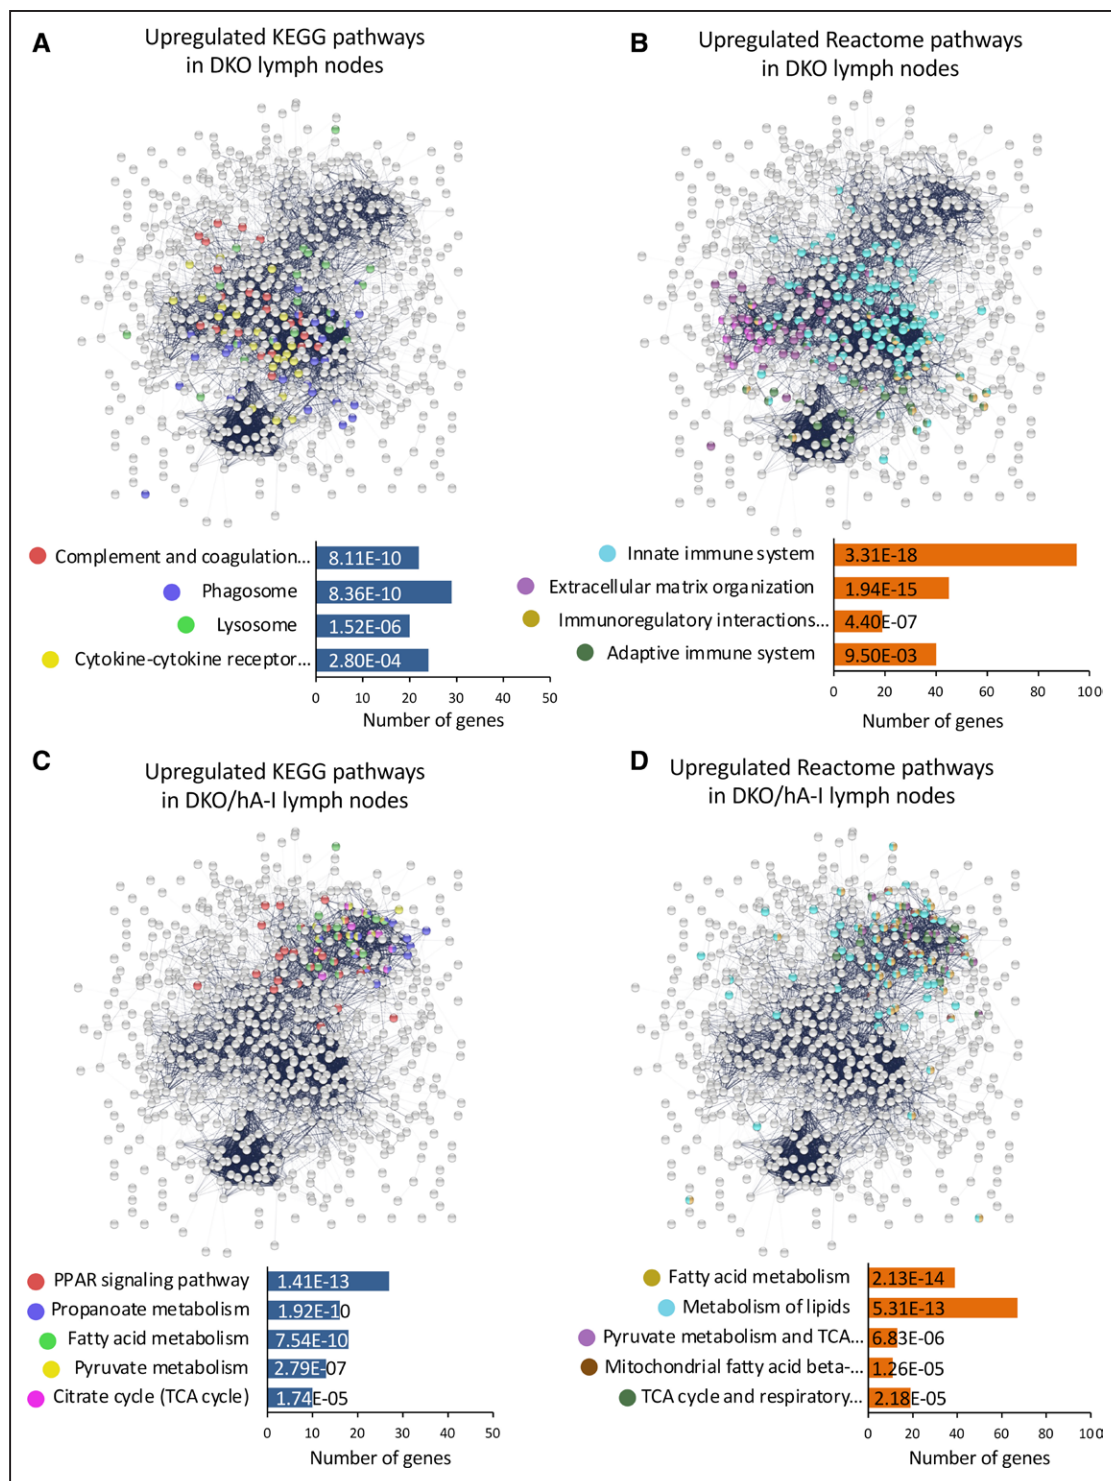 A
Upregulated KEGG pathways
in DKO lymph nodes
Complement and coagulation...
8.11E-10
Phagosome
8.36E-10
Lysosome
1.52E-06
Cytokine-cytokine receptor...
2.80E-04
0 10 20 30 40 50
Number of genes
B
Upregulated Reactome pathways
in DKO lymph nodes
Innate immune system
3.31E-18
Extracellular matrix organization
1.94E-15
Immunoregulatory interactions...
4.40E-07
Adaptive immune system
9.50E-03
0 20 40 60 80 100
Number of genes
C
Upregulated KEGG pathways
in DKO/hA-I lymph nodes
PPAR signaling pathway
1.41E-13
Propanoate metabolism
1.92E-10
Fatty acid metabolism
7.54E-10
Pyruvate metabolism
2.79E-07
Citrate cycle (TCA cycle)
1.74E-05
0 10 20 30 40 50
Number of genes
D
Upregulated Reactome pathways
in DKO/hA-I lymph nodes
Fatty acid metabolism
2.13E-14
Metabolism of lipids
5.31E-13
Pyruvate metabolism and TCA...
6.83E-06
Mitochondrial fatty acid beta-...
1.26E-05
TCA cycle and respiratory...
2.18E-05
0 20 40 60 80 100
Number of genes